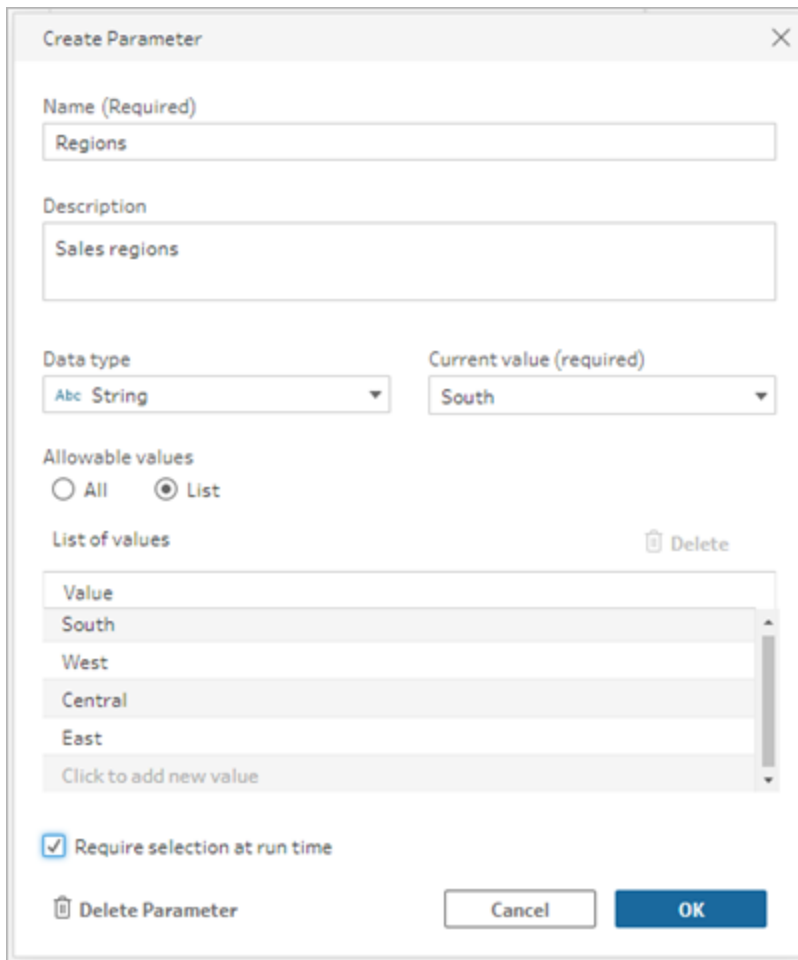 Create Parameter
Name (Required)
Regions
Description
Sales regions
Data type Current value (required)
Abc String South
Allowable values
All List
List of values Delete
Value
South
West
Central
East
Click to add new value
Require selection at run time
Delete Parameter Cancel OK